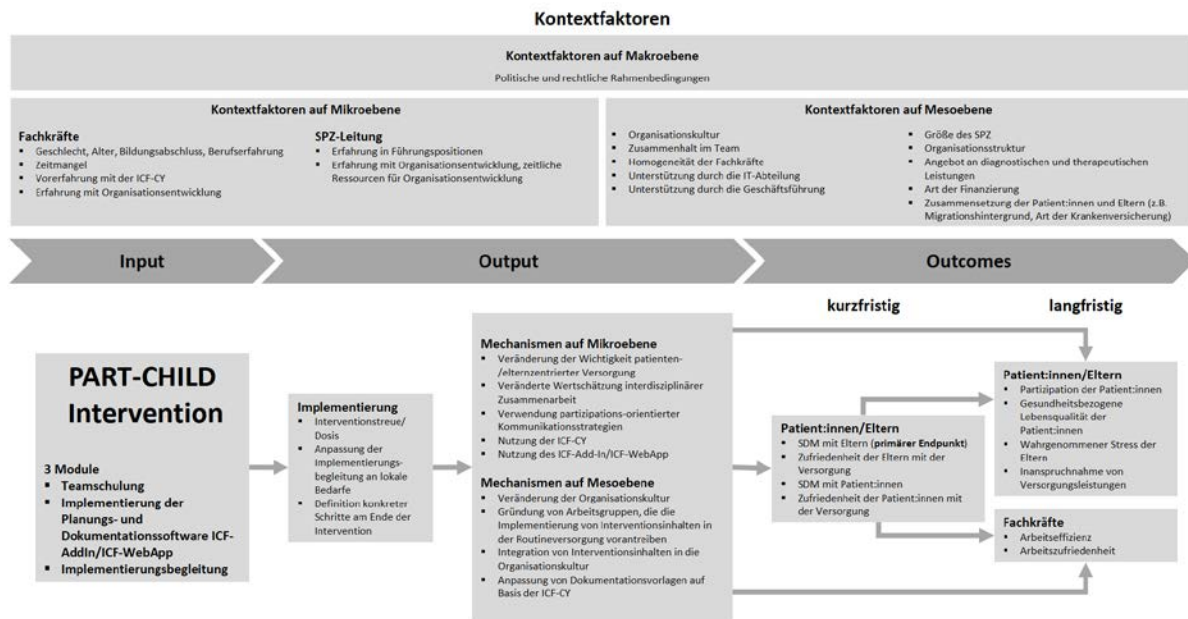 Kontextfaktoren
Kontextfaktoren auf Makroebene
Politische und rechtliche Rahmenbedingungen
Kontextfaktoren auf Mikroebene
Fachkräfte
▪ Geschlecht, Alter, Bildungsabschluss, Berufserfahrung
▪ Zeitmangel
▪ Vorerfahrung mit der ICF-CY
▪ Erfahrung mit Organisationsentwicklung
SPZ-Leitung
▪ Erfahrung in Führungspositionen
▪ Erfahrung mit Organisationsentwicklung, zeitliche
Ressourcen für Organisationsentwicklung
Kontextfaktoren auf Mesoebene
▪ Organisationskultur
▪ Zusammenhalt im Team
▪ Homogeneität der Fachkräfte
▪ Unterstützung durch die IT-Abteilung
▪ Unterstützung durch die Geschäftsführung
▪ Größe des SPZ
▪ Organisationsstruktur
▪ Angebot an diagnostischen und therapeutischen
Leistungen
▪ Art der Finanzierung
▪ Zusammensetzung der Patient:innen und Eltern (z.B.
Migrationshintergrund, Art der Krankenversicherung)
Input
Output
Outcomes
kurzfristig
langfristig
PART-CHILD
Intervention
3 Module
▪ Teamschulung
▪ Implementierung der
Planungs- und
Dokumentationssoftware ICF-
AddIn/ICF-WebApp
▪ Implementierungsbegleitung
Implementierung
▪ Interventionstreue/
Dosis
▪ Anpassung der
Implementierungs-
begleitung an lokale
Bedarfe
▪ Definition konkreter
Schritte am Ende der
Intervention
Mechanismen auf Mikroebene
▪ Veränderung der Wichtigkeit patienten-
/elternzentrierter Versorgung
▪ Veränderte Wertschätzung interdisziplinärer
Zusammenarbeit
▪ Verwendung partizipations-orientierter
Kommunikationsstrategien
▪ Nutzung der ICF-CY
▪ Nutzung des ICF-Add-In/ICF-WebApp
Mechanismen auf Mesoebene
▪ Veränderung der Organisationskultur
▪ Gründung von Arbeitsgruppen, die die
Implementierung von Interventionsinhalten in
der Routineversorgung vorantreiben
▪ Integration von Interventionsinhalten in die
Organisationskultur
▪ Anpassung von Dokumentationsvorlagen auf
Basis der ICF-CY
Patient:innen/Eltern
▪ SDM mit Eltern (primärer Endpunkt)
▪ Zufriedenheit der Eltern mit der
Versorgung
▪ SDM mit Patient:innen
▪ Zufriedenheit der Patient:innen mit
der Versorgung
Patient:innen/Eltern
▪ Partizipation der Patient:innen
▪ Gesundheitsbezogene
Lebensqualität der
Patient:innen
▪ Wahrgenommener Stress der
Eltern
▪ Inanspruchnahme von
Versorgungsleistungen
Fachkräfte
▪ Arbeitseffizienz
▪ Arbeitszufriedenheit